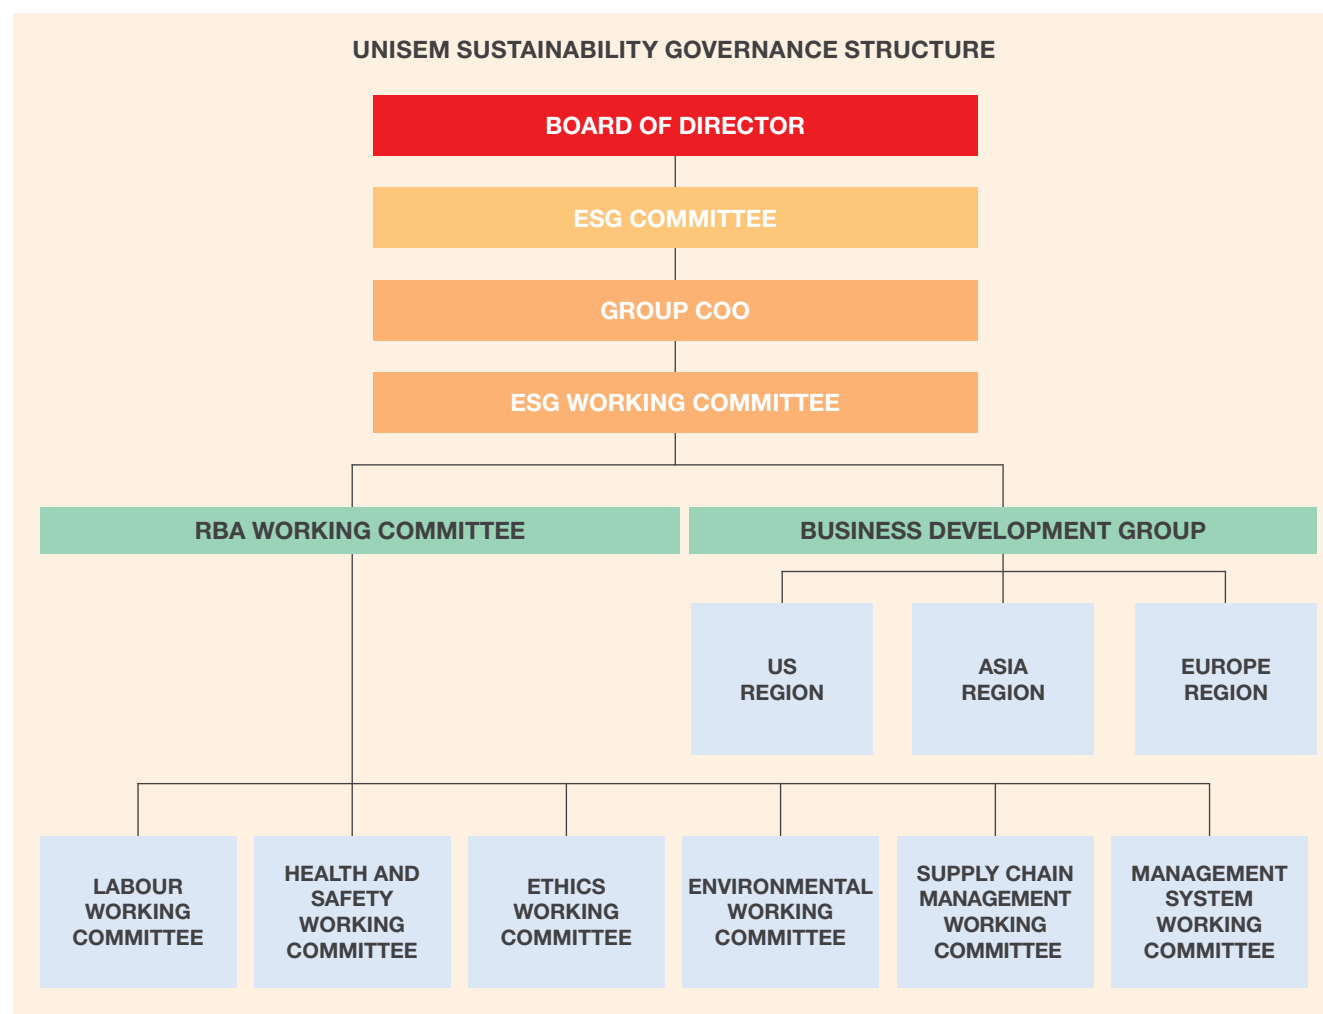 UNISEM SUSTAINABILITY GOVERNANCE STRUCTURE
BOARD OF DIRECTOR
ESG COMMITTEE
GROUP COO
ESG WORKING COMMITTEE
RBA WORKING COMMITTEE
BUSINESS DEVELOPMENT GROUP
US
REGION
ASIA
REGION
EUROPE
REGION
LABOUR
WORKING
COMMITTEE
HEALTH AND
SAFETY
WORKING
COMMITTEE
ETHICS
WORKING
COMMITTEE
ENVIRONMENTAL
WORKING
COMMITTEE
SUPPLY CHAIN
MANAGEMENT
WORKING
COMMITTEE
MANAGEMENT
SYSTEM
WORKING
COMMITTEE